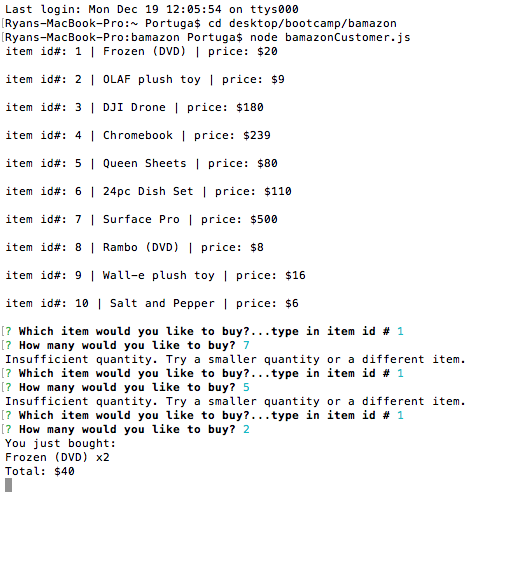 Last login: Mon Dec 19 12:05:54 on ttys000
[Ryans-MacBook-Pro:~ Portuga$ cd desktop/bootcamp/bamazon
[Ryans-MacBook-Pro:bamazon Portuga$ node bamazonCustomer.js
item id#: 1 | Frozen (DVD) | price: $20
item id#: 2 | OLAF plush toy | price: $9
item id#: 3 | DJI Drone | price: $180
item id#: 4 | Chromebook | price: $239
item id#: 5 | Queen Sheets | price: $80
item id#: 6 | 24pc Dish Set | price: $110
item id#: 7 | Surface Pro | price: $500
item id#: 8 | Rambo (DVD) | price: $8
item id#: 9 | Wall-e plush toy | price: $16
item id#: 10 | Salt and Pepper | price: $6
[? Which item would you like to buy?...type in item id # 1
[? How many would you like to buy? 7
Insufficient quantity. Try a smaller quantity or a different item.
[? Which item would you like to buy?...type in item id # 1
[? How many would you like to buy? 5
Insufficient quantity. Try a smaller quantity or a different item.
[? Which item would you like to buy?...type in item id # 1
[? How many would you like to buy? 2
You just bought:
Frozen (DVD) x2
Total: $40